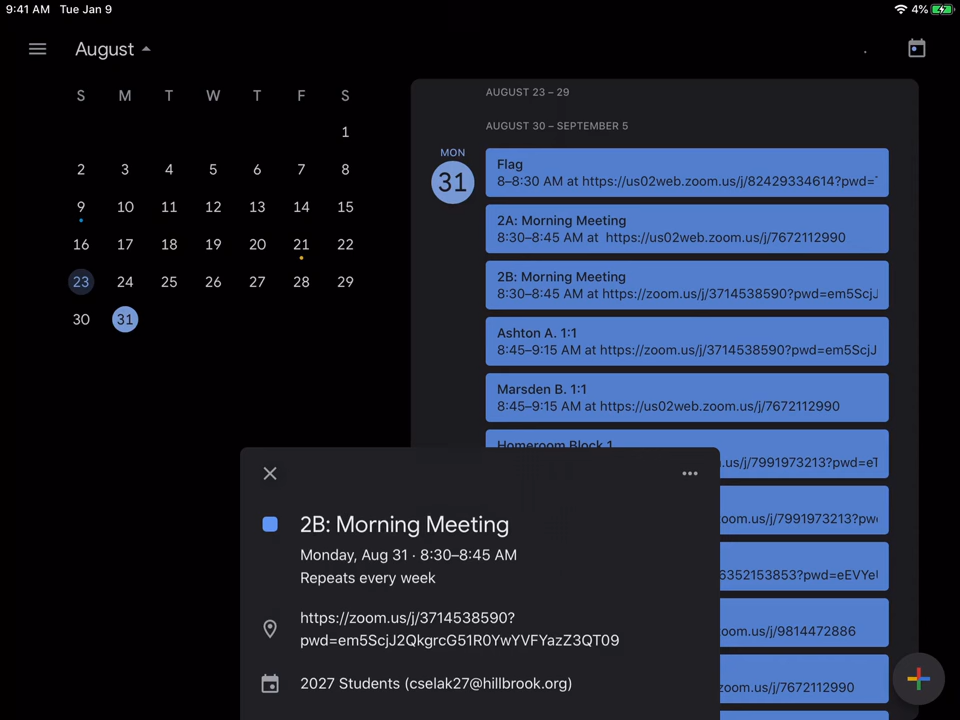 9:41 AM Tue Jan 9
4%
August
S M T W T F S
1
2 3 4 5 6 7 8
9 10 11 12 13 14 15
16 17 18 19 20 21 22
23 24 25 26 27 28 29
30 31
AUGUST 23 – 29
AUGUST 30 – SEPTEMBER 5
MON
31
Flag
8–8:30 AM at https://us02web.zoom.us/j/82429334614?pwd=
2A: Morning Meeting
8:30–8:45 AM at https://us02web.zoom.us/j/7672112990
2B: Morning Meeting
8:30–8:45 AM at https://zoom.us/j/3714538590?pwd=em5ScjJ
Ashton A. 1:1
8:45–9:15 AM at https://zoom.us/j/3714538590?pwd=em5ScjJ
Marsden B. 1:1
8:45–9:15 AM at https://us02web.zoom.us/j/7672112990
Homeroom Block 1
.us/j/7991973213?pwd=eT
oom.us/j/7991973213?pw
6352153853?pwd=eEVYeU
oom.us/j/9814472886
zoom.us/j/7672112990
2B: Morning Meeting
Monday, Aug 31 · 8:30–8:45 AM
Repeats every week
https://zoom.us/j/3714538590?
pwd=em5ScjJ2QkgrcG51R0YwYVFYazZ3QT09
2027 Students (cselak27@hillbrook.org)